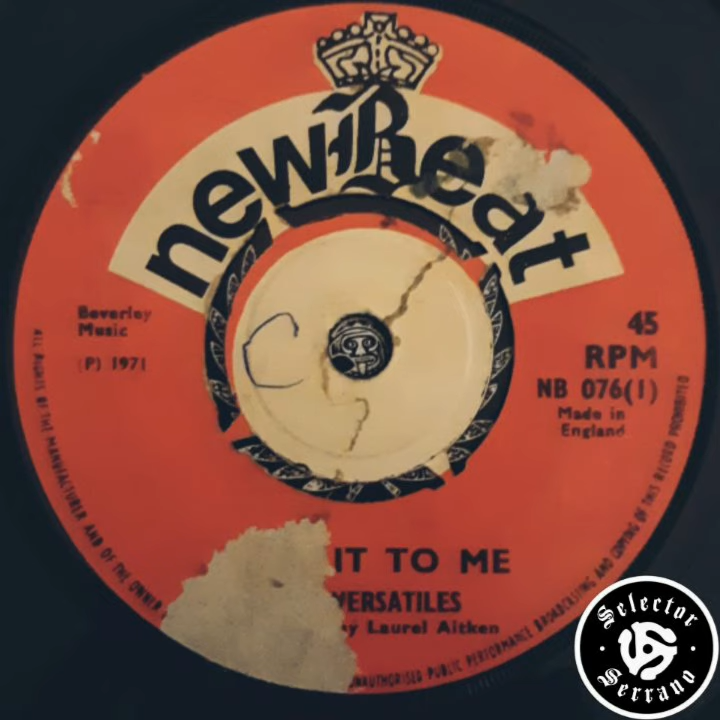 newBeat
Beverley
Music
(P) 1971
45
RPM
NB 076(1)
Made in
England
C
IT TO ME
VERSATILES
Laurel Aitken
ALL RIGHTS OF THE MANUFACTURER AND OF THE OWNER
UNAUTHORISED PUBLIC PERFORMANCE BROADCASTING AND COPYING OF THIS RECORD PROHIBITED
Selector
Serrano